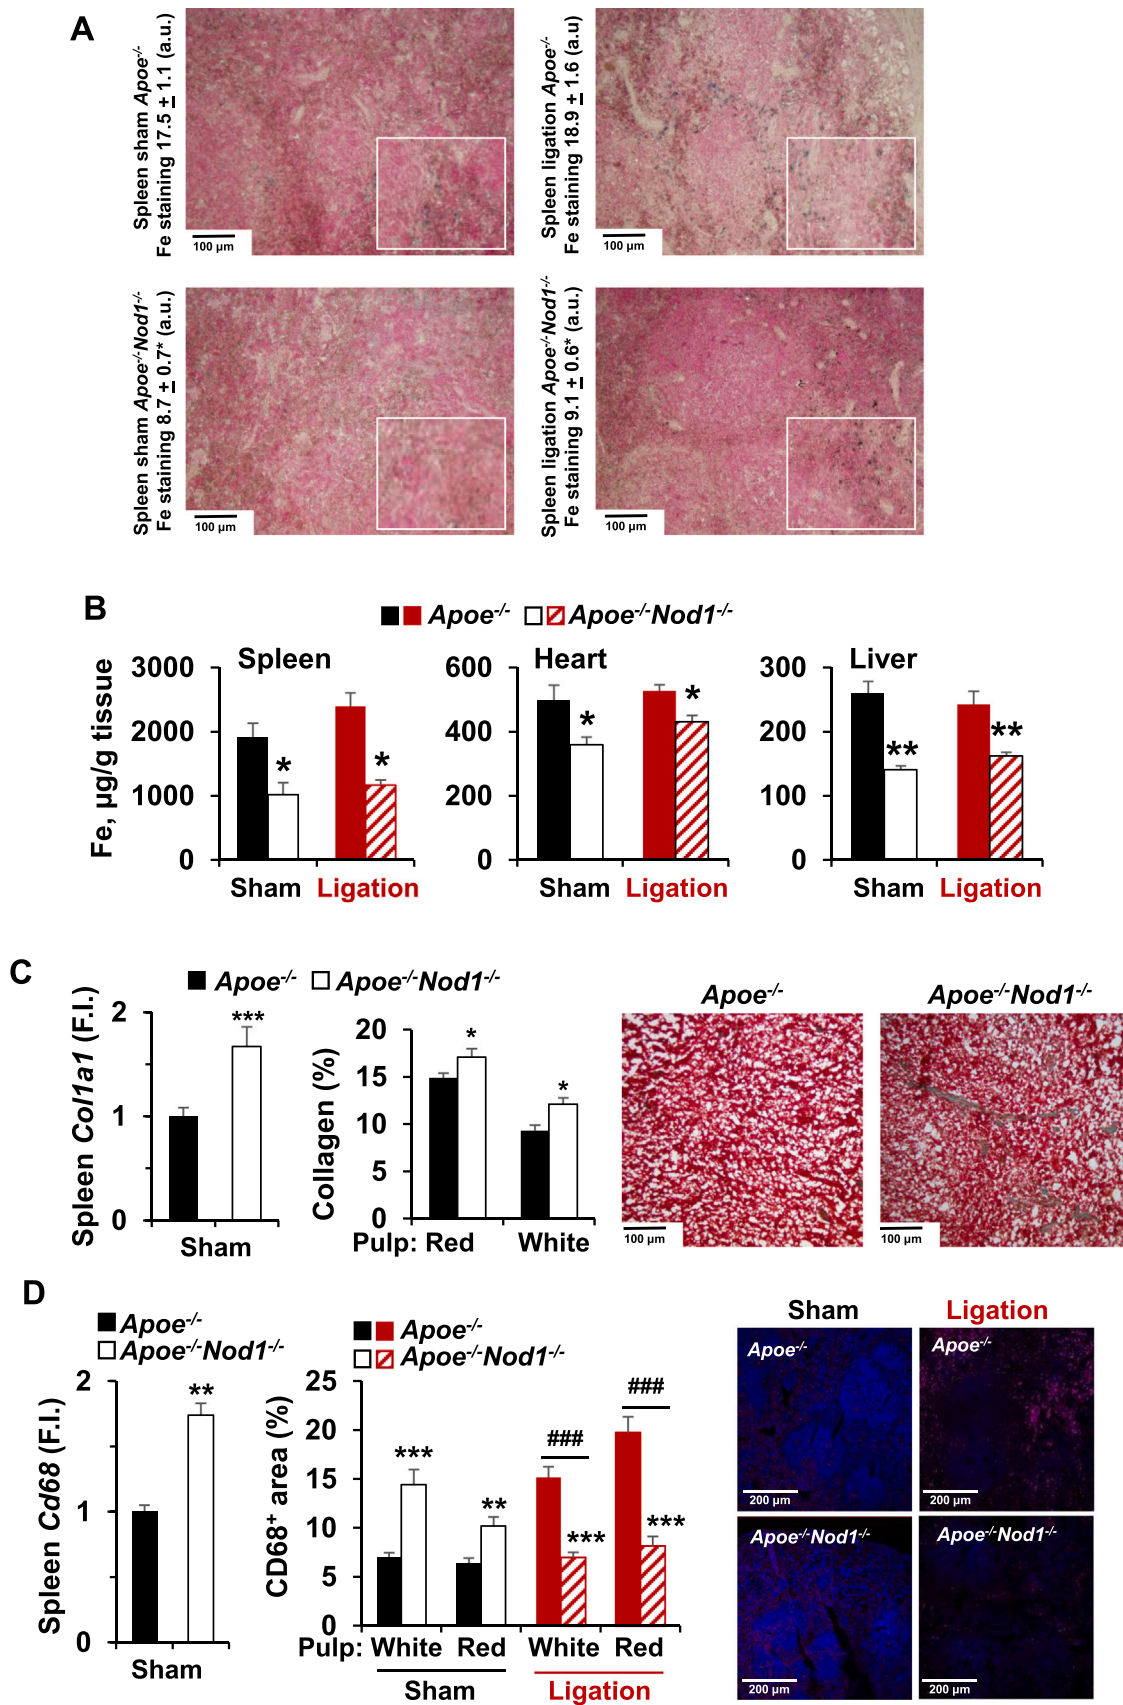 A
Spleen sham Apoe-/-
Fe staining 17.5 ± 1.1 (a.u.)
100 µm
Spleen ligation Apoe-/-
Fe staining 18.9 ± 1.6 (a.u)
100 µm
Spleen sham Apoe-/-Nod1-/-
Fe staining 8.7 ± 0.7* (a.u.)
100 µm
Spleen ligation Apoe-/-Nod1-/-
Fe staining 9.1 ± 0.6* (a.u.)
100 µm
B
Apoe-/- Apoe-/-Nod1-/-
Fe, µg/g tissue
Spleen
3000
2000
1000
0
* *
Sham Ligation
Heart
600
400
200
0
* *
Sham Ligation
Liver
300
200
100
0
** **
Sham Ligation
C
Apoe-/- Apoe-/-Nod1-/-
Spleen Col1a1 (F.I.)
2
1
0
***
Sham
Collagen (%)
20
15
10
5
0
* *
Pulp: Red White
Apoe-/-
100 µm
Apoe-/-Nod1-/-
100 µm
D
Apoe-/-
Apoe-/-Nod1-/-
Spleen Cd68 (F.I.)
2
1
0
**
Sham
Apoe-/-
Apoe-/-Nod1-/-
CD68+ area (%)
25
20
15
10
5
0
*** ** ### *** ### ***
Pulp: White Red White Red
Sham Ligation
Sham Ligation
Apoe-/- Apoe-/-
200 µm 200 µm
Apoe-/-Nod1-/- Apoe-/-Nod1-/-
200 µm 200 µm